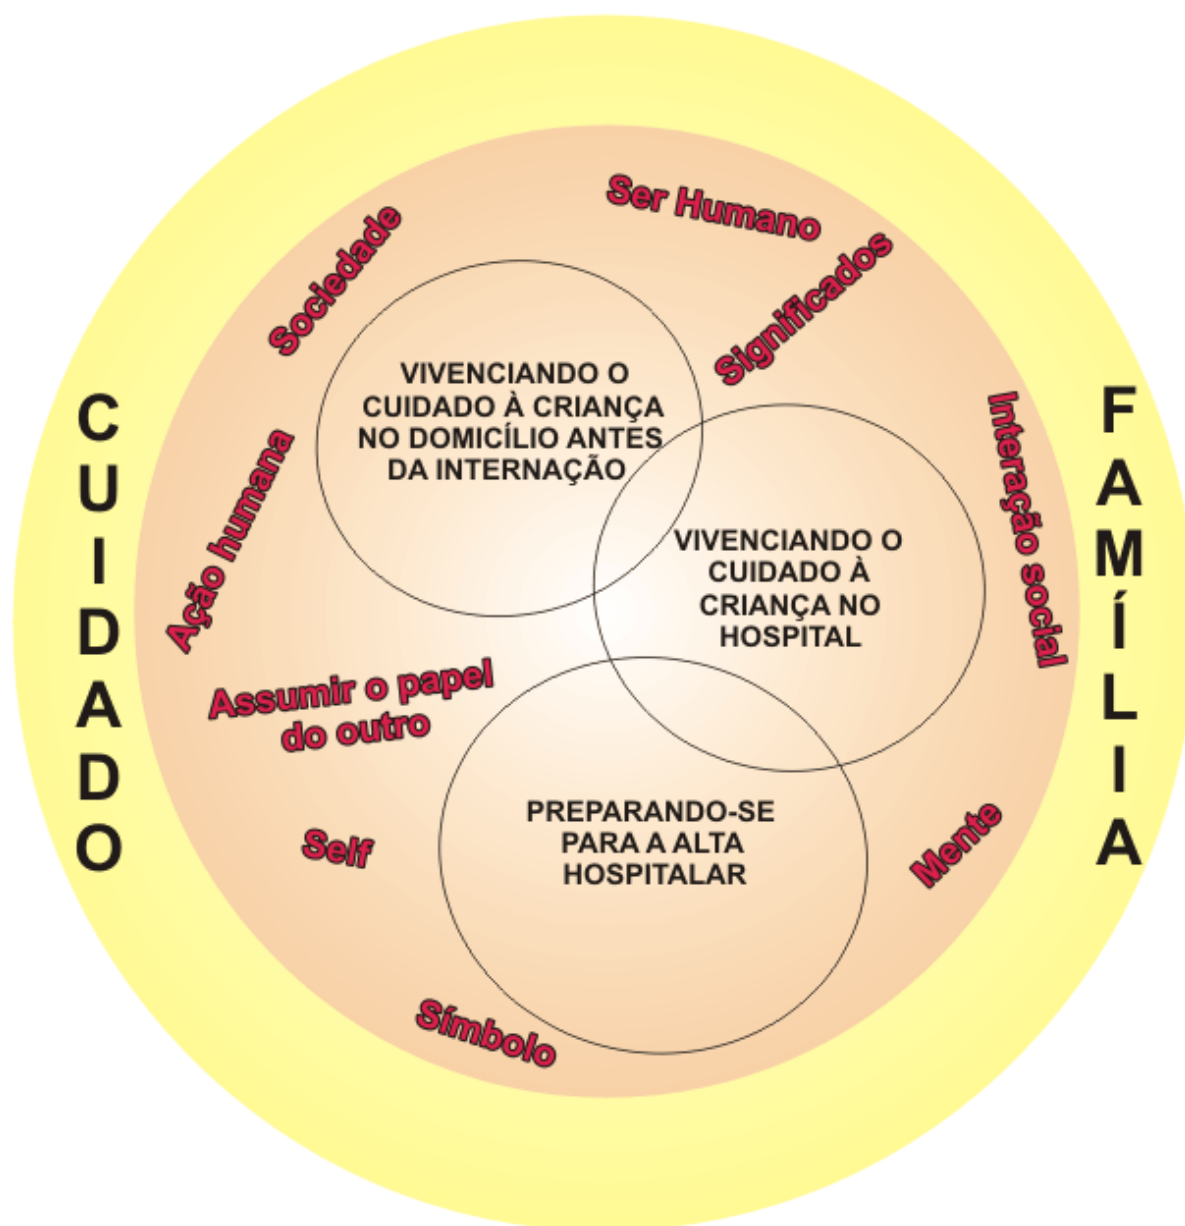 Ser Humano
Sociedade
Significados
VIVENCIANDO O
CUIDADO À CRIANÇA
NO DOMICÍLIO ANTES
DA INTERNAÇÃO
CUIDADO
FAMÍLIA
Interação social
Ação humana
VIVENCIANDO O
CUIDADO À
CRIANÇA NO
HOSPITAL
Assumir o papel
do outro
PREPARANDO-SE
PARA A ALTA
HOSPITALAR
Self
Mente
Símbolo